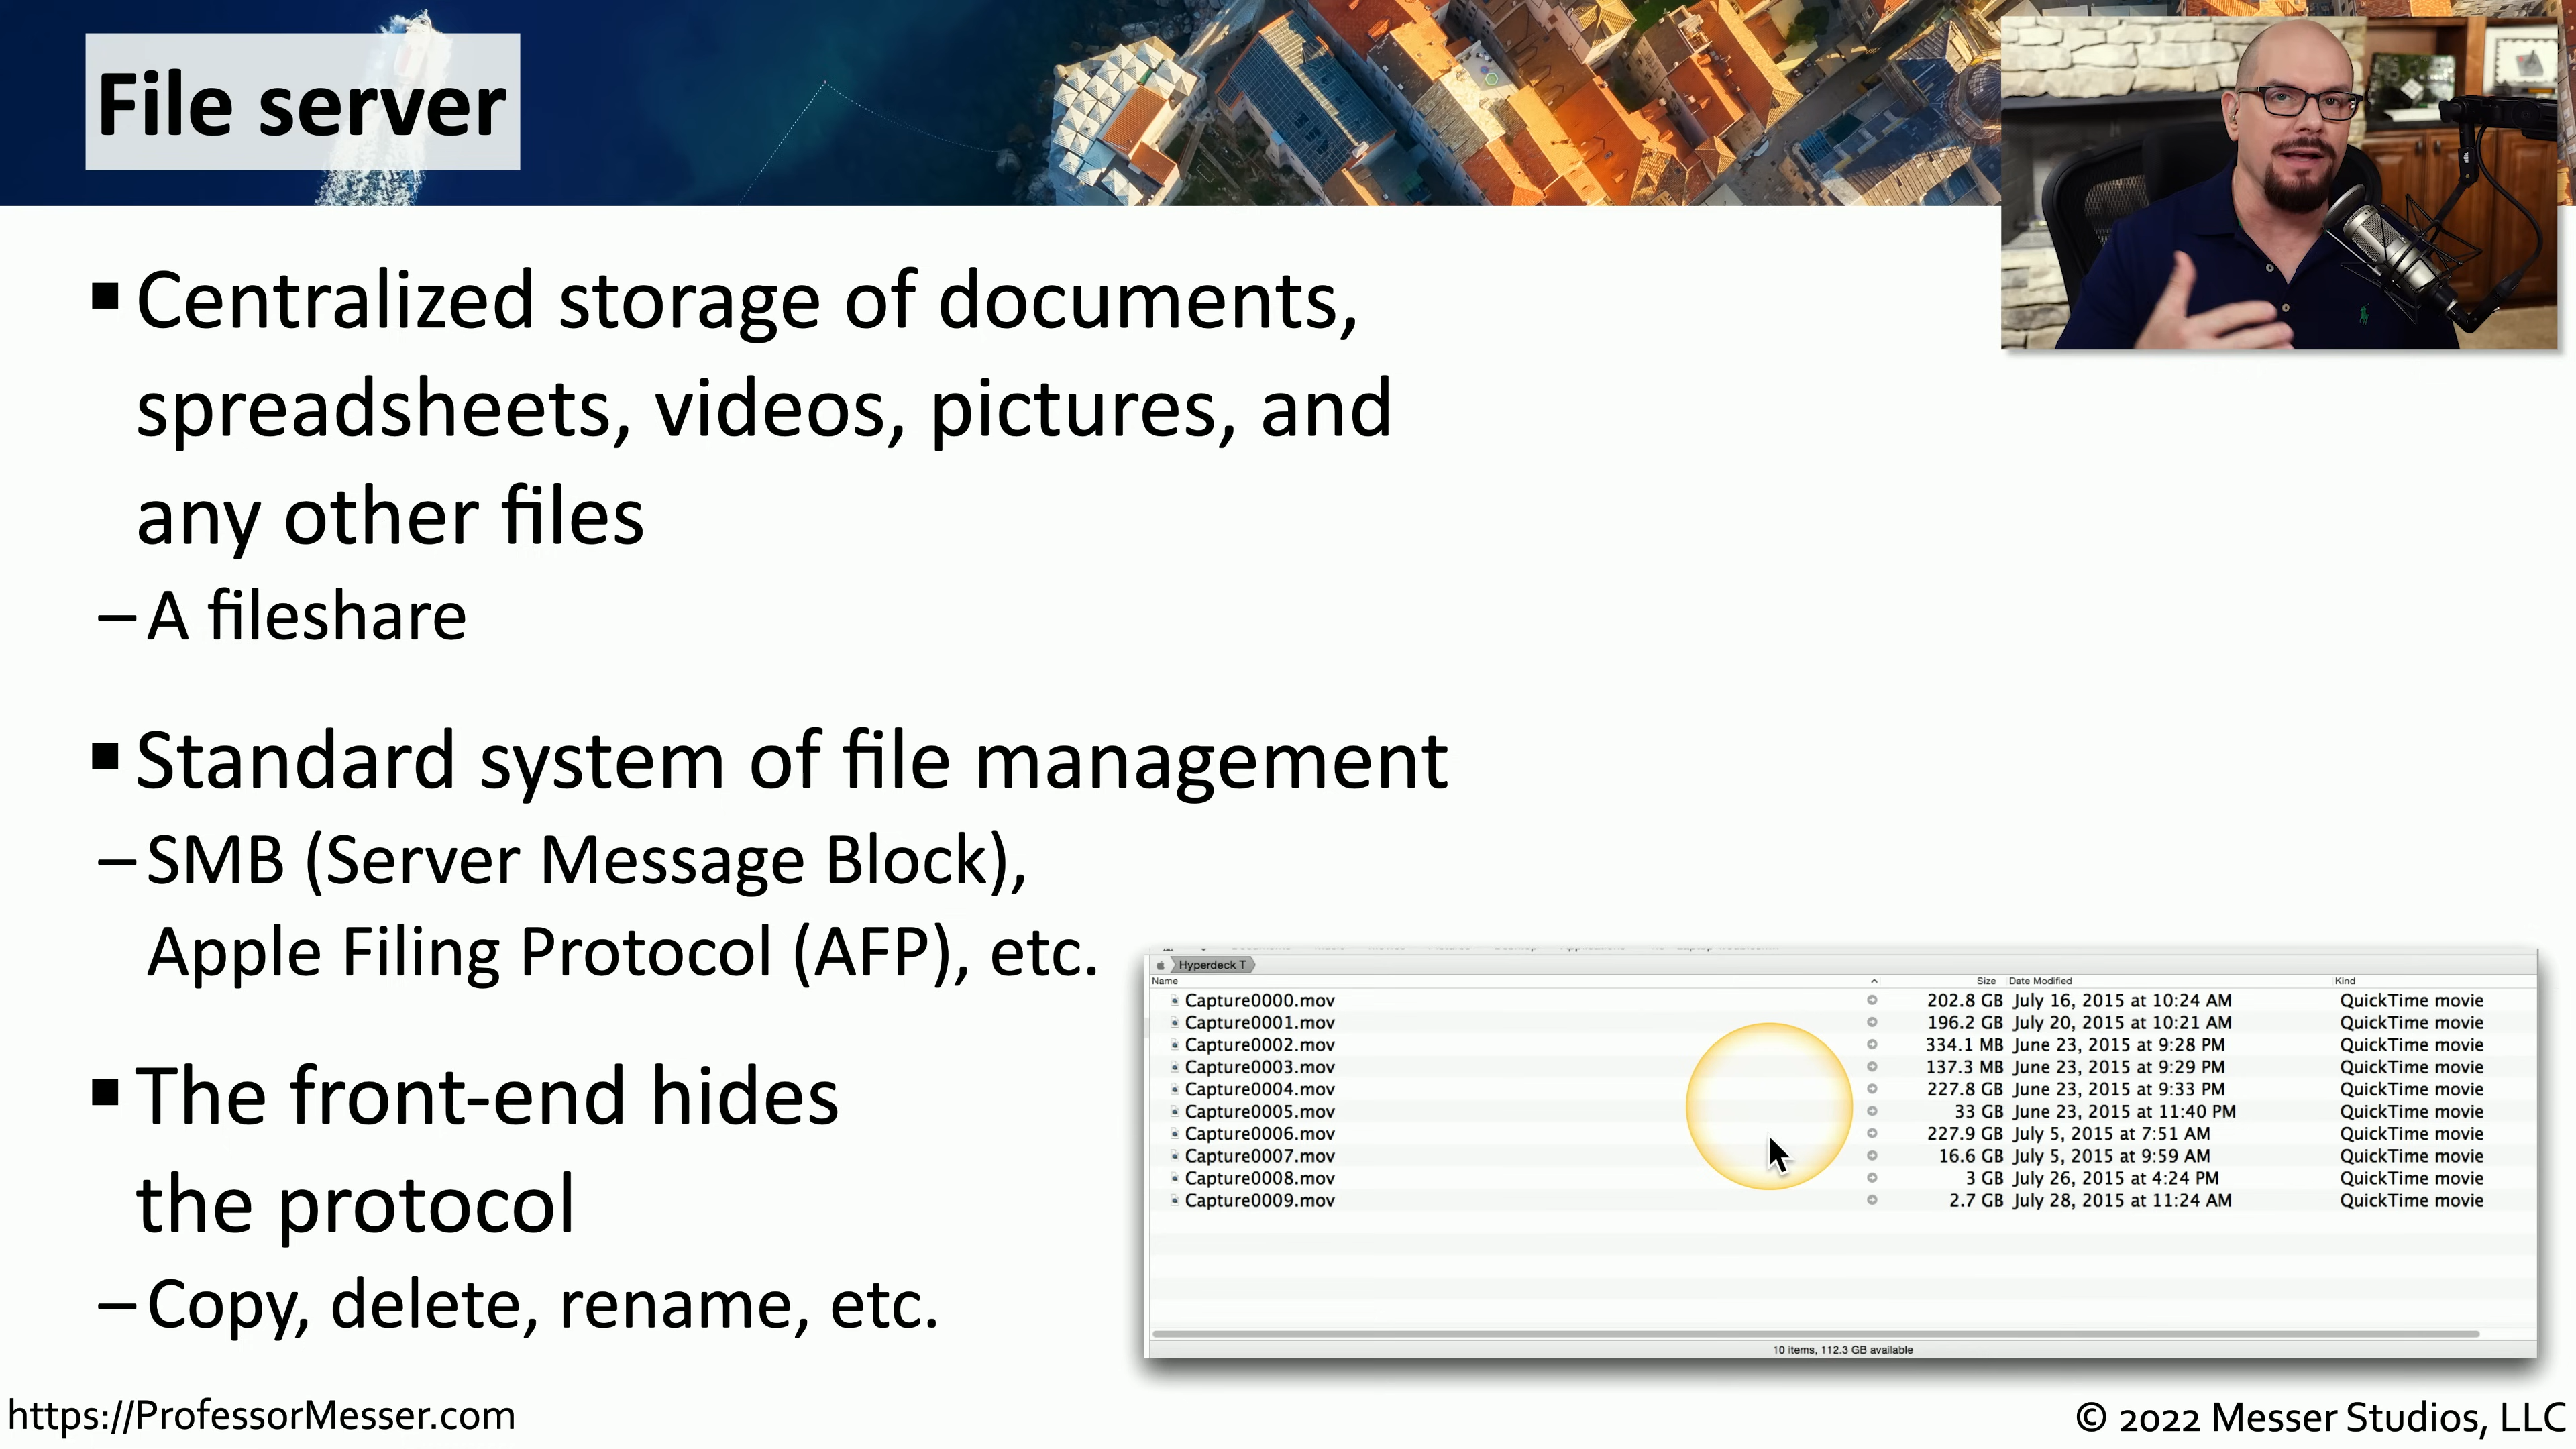 File server
▪ Centralized storage of documents,
spreadsheets, videos, pictures, and
any other files
– A fileshare
▪ Standard system of file management
– SMB (Server Message Block),
Apple Filing Protocol (AFP), etc.
▪ The front-end hides
the protocol
– Copy, delete, rename, etc.
Hyperdeck T
Name Size Date Modified Kind
Capture0000.mov 202.8 GB July 16, 2015 at 10:24 AM QuickTime movie
Capture0001.mov 196.2 GB July 20, 2015 at 10:21 AM QuickTime movie
Capture0002.mov 334.1 MB June 23, 2015 at 9:28 PM QuickTime movie
Capture0003.mov 137.3 MB June 23, 2015 at 9:29 PM QuickTime movie
Capture0004.mov 227.8 GB June 23, 2015 at 9:33 PM QuickTime movie
Capture0005.mov 33 GB June 23, 2015 at 11:40 PM QuickTime movie
Capture0006.mov 227.9 GB July 5, 2015 at 7:51 AM QuickTime movie
Capture0007.mov 16.6 GB July 5, 2015 at 9:59 AM QuickTime movie
Capture0008.mov 3 GB July 26, 2015 at 4:24 PM QuickTime movie
Capture0009.mov 2.7 GB July 28, 2015 at 11:24 AM QuickTime movie
10 items, 112.3 GB available
https://ProfessorMesser.com
© 2022 Messer Studios, LLC